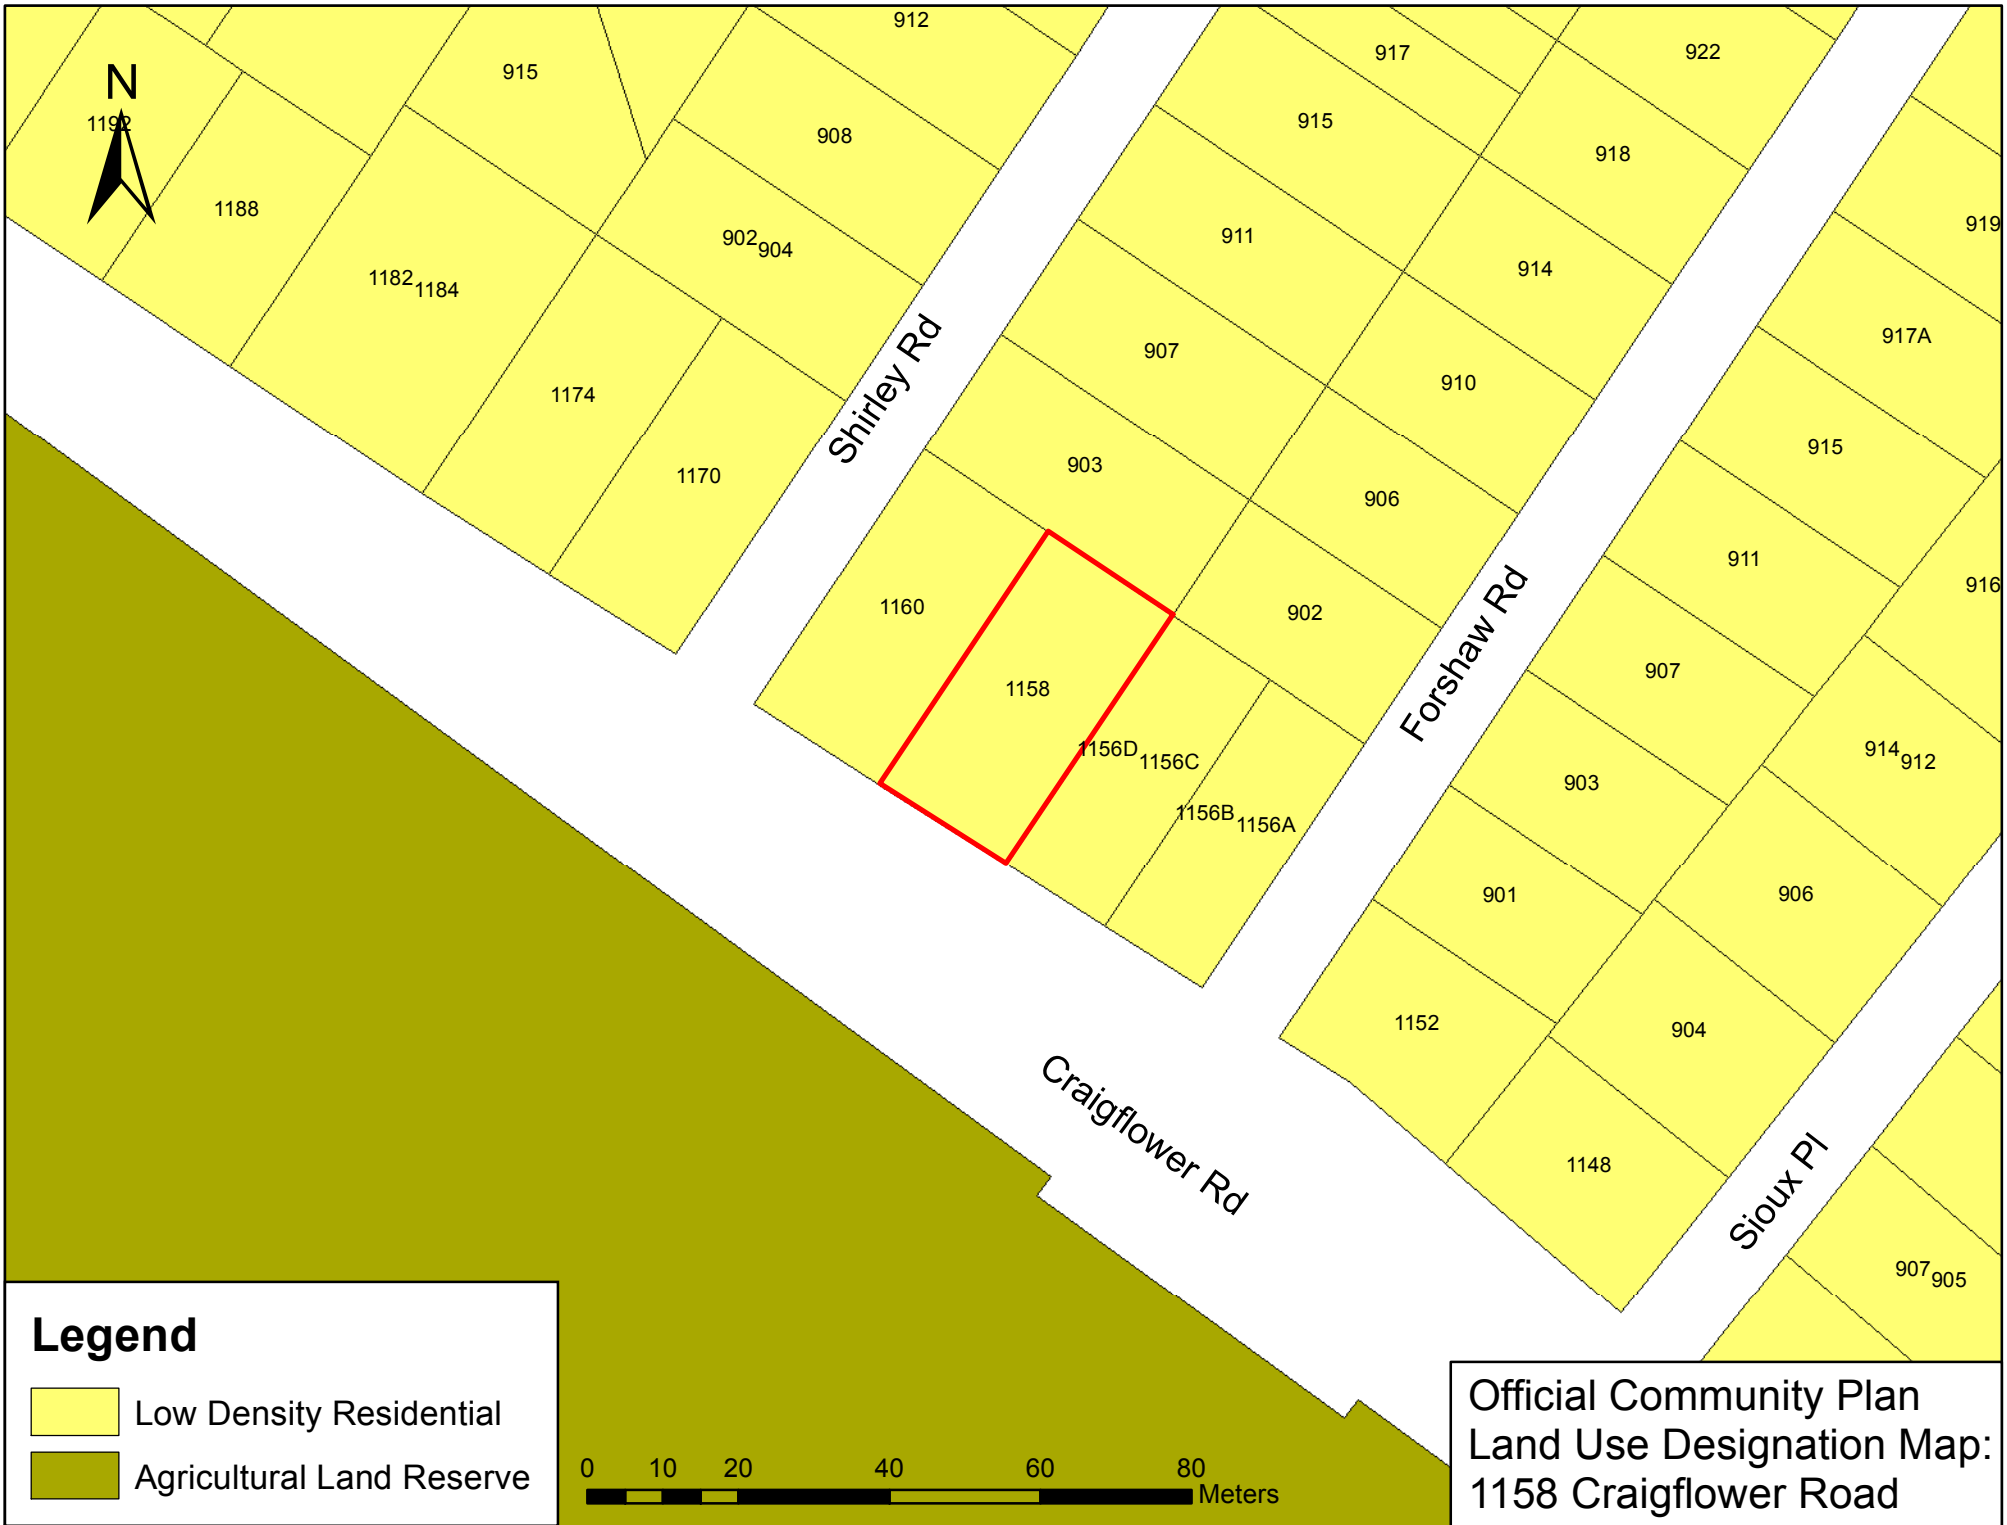 912
917
922
N
915
1192
908
915
918
1188
902
904
911
914
919
1182
1184
907
910
917A
Shirley Rd
1174
903
906
915
1170
911
916
1160
902
Forshaw Rd
907
1158
1156D
1156C
914
912
903
1156B
1156A
901
906
1152
904
Craigflower Rd
1148
Sioux Pl
907
905
Legend
Low Density Residential
Agricultural Land Reserve
0 10 20 40 60 80
Meters
Official Community Plan
Land Use Designation Map:
1158 Craigflower Road